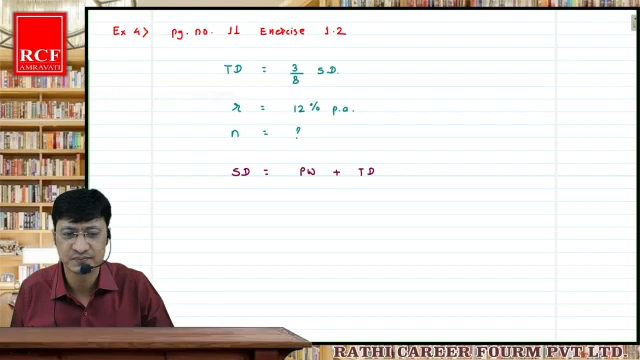 RCF
AMRAVATI
Ex 4) pg. no. 11 Exercise 1.2
TD = 3/8 SD.
r = 12% p.a.
n = ?
SD = PW + TD
RATHI CAREER FOURM PVT LTD